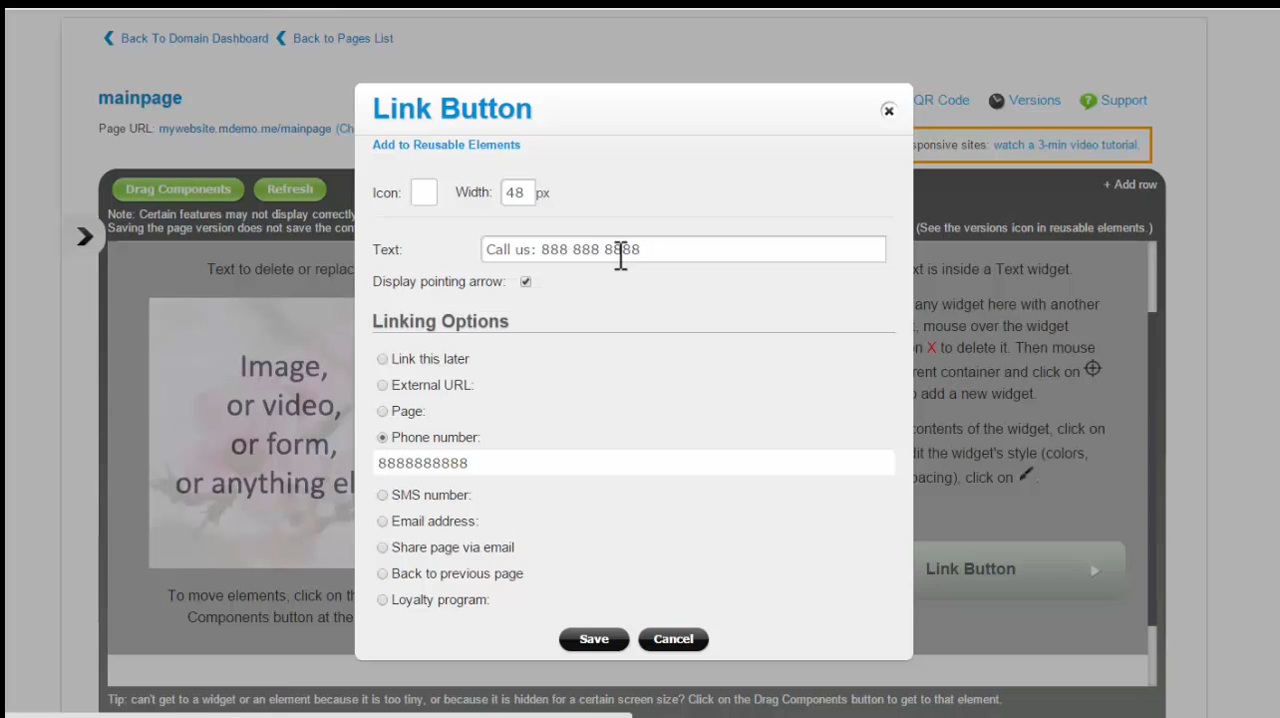 Back To Domain Dashboard Back to Pages List
mainpage
QR Code Versions Support
Page URL: mywebsite.mdemo.me/mainpage (Ch
sponsive sites: watch a 3-min video tutorial.
Drag Components Refresh + Add row
Note: Certain features may not display correctly
Saving the page version does not save the con
(See the versions icon in reusable elements.)
Text to delete or replac
Image,
or video,
or form,
or anything el
To move elements, click on th
Components button at the
Link Button
Add to Reusable Elements
Icon: Width: 48 px
Text: Call us: 888 888 8888
Display pointing arrow:
Linking Options
Link this later
External URL:
Page:
Phone number:
8888888888
SMS number:
Email address:
Share page via email
Back to previous page
Loyalty program:
Save Cancel
xt is inside a Text widget.
any widget here with another
t, mouse over the widget
n X to delete it. Then mouse
rent container and click on
o add a new widget.
contents of the widget, click on
dit the widget's style (colors,
pacing), click on .
Link Button
Tip: can't get to a widget or an element because it is too tiny, or because it is hidden for a certain screen size? Click on the Drag Components button to get to that element.